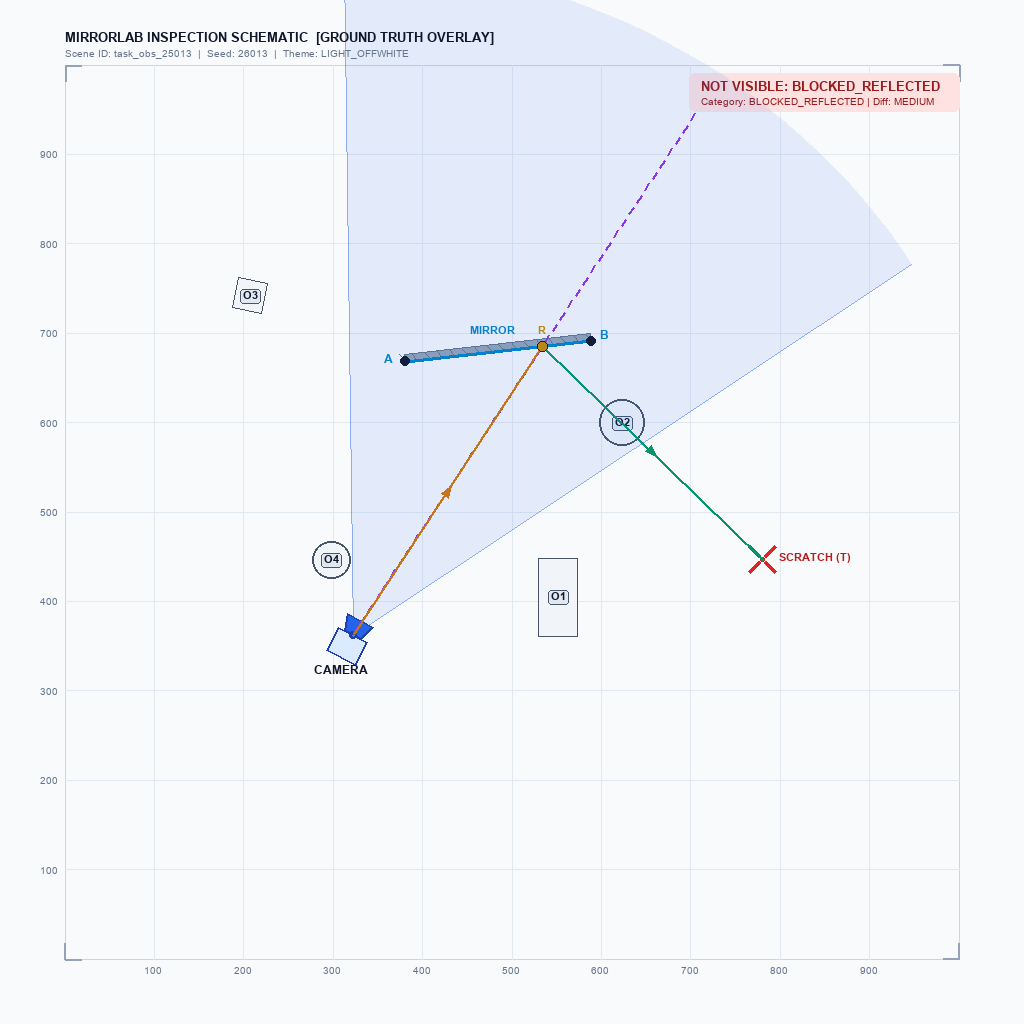 MIRRORLAB INSPECTION SCHEMATIC [GROUND TRUTH OVERLAY]
Scene ID: task_obs_25013 | Seed: 26013 | Theme: LIGHT_OFFWHITE
NOT VISIBLE: BLOCKED_REFLECTED
Category: BLOCKED_REFLECTED | Diff: MEDIUM
900
800
O3
700
MIRROR
R
B
A
600
O2
500
SCRATCH (T)
O4
400
O1
CAMERA
300
200
100
100 200 300 400 500 600 700 800 900